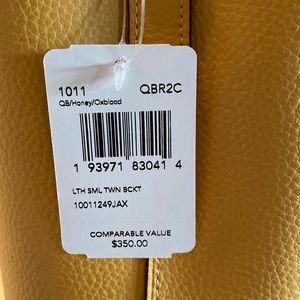 1011 QBR2C
QB/Honey/Oxblood
1 93971 83041 4
LTH SML TWN BCKT
10011249JAX
COMPARABLE VALUE
$350.00